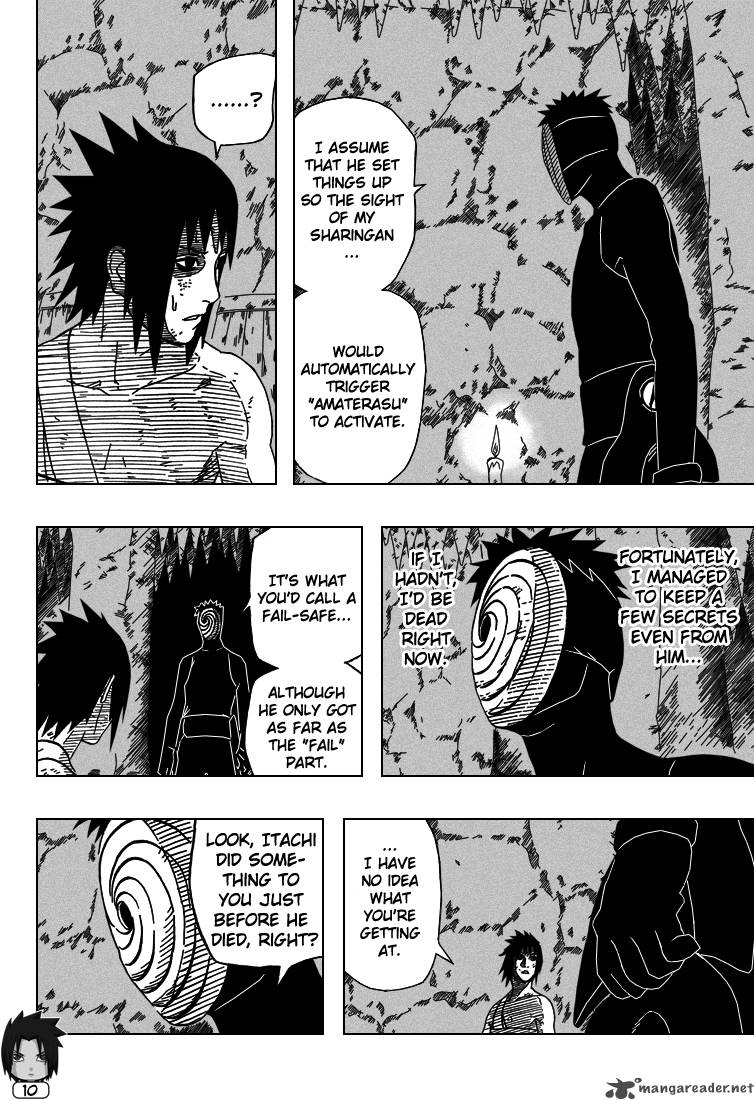 I ASSUME
THAT HE SET
THINGS UP
SO THE SIGHT
OF MY
SHARINGAN
...
WOULD
AUTOMATICALLY
TRIGGER
"AMATERASU"
TO ACTIVATE.
......?
FORTUNATELY,
I MANAGED
TO KEEP A
FEW SECRETS
EVEN FROM
HIM...
IF I
HADN'T,
I'D BE
DEAD
RIGHT
NOW.
IT'S WHAT
YOU'D CALL A
FAIL-SAFE...
ALTHOUGH
HE ONLY GOT
AS FAR AS
THE "FAIL"
PART.
...
I HAVE
NO IDEA
WHAT
YOU'RE
GETTING
AT.
LOOK, ITACHI
DID SOME-
THING TO
YOU JUST
BEFORE HE
DIED, RIGHT?
10
mangareader.net